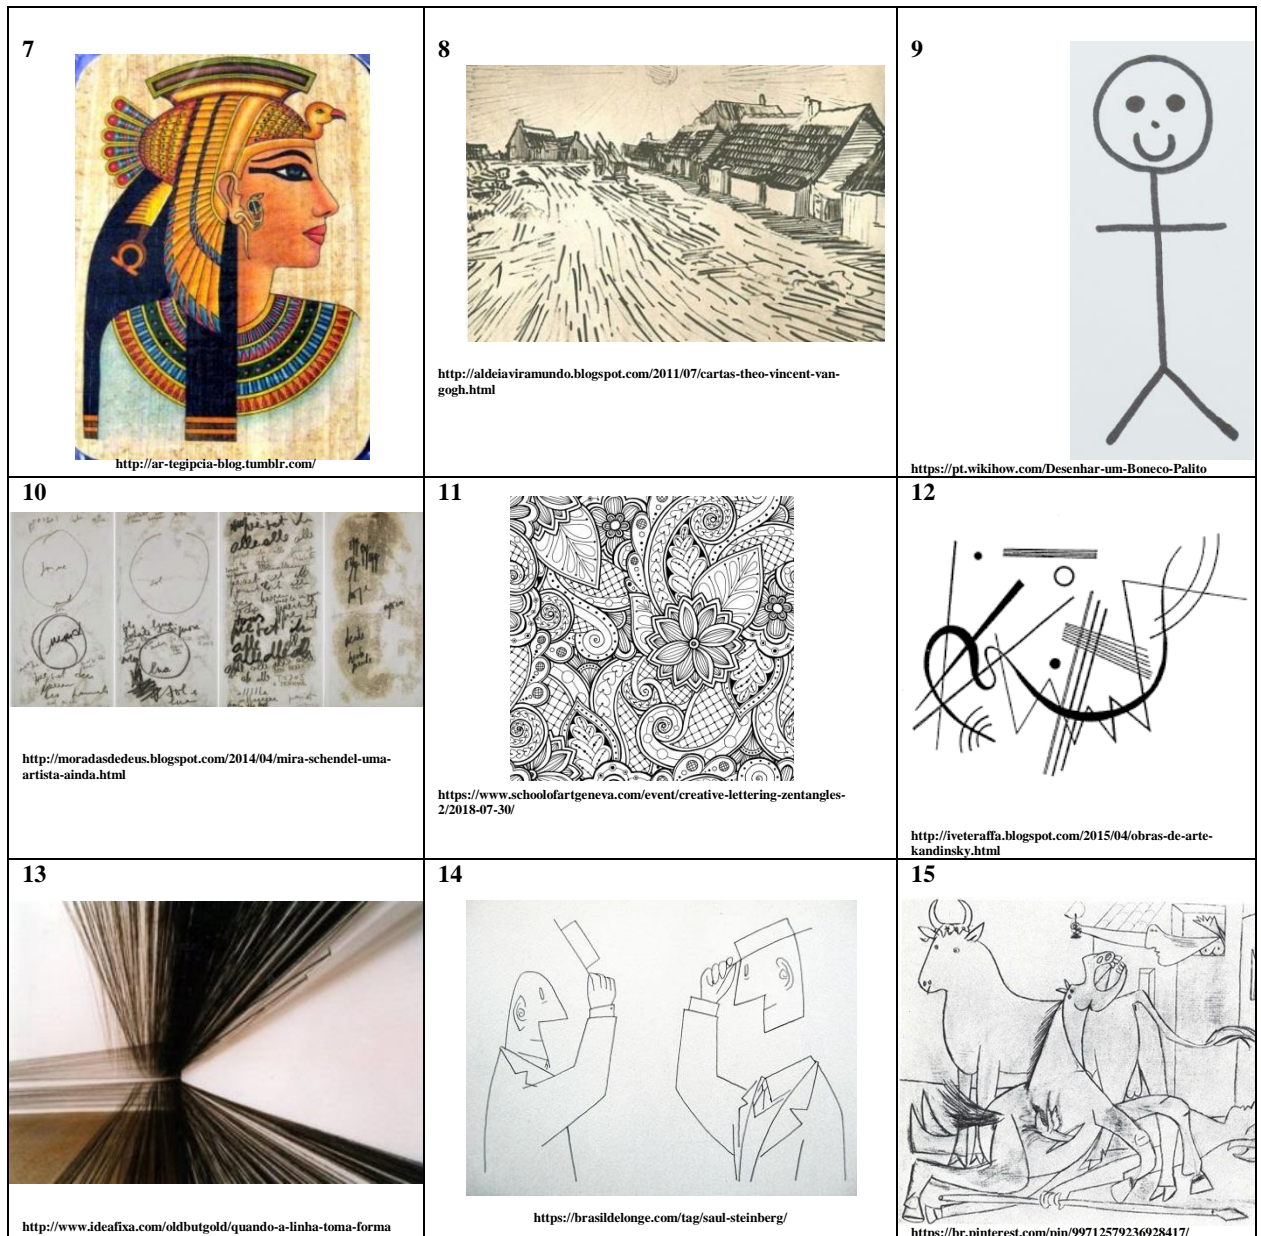 7
http://ar-tegipcia-blog.tumblr.com/
8
http://aldeiaviramundo.blogspot.com/2011/07/cartas-theo-vincent-van-
gogh.html
9
https://pt.wikihow.com/Desenhar-um-Boneco-Palito
10
http://moradasdedeus.blogspot.com/2014/04/mira-schendel-uma-
artista-ainda.html
11
https://www.schoolofartgeneva.com/event/creative-lettering-zentangles-
2/2018-07-30/
12
http://iveteraffa.blogspot.com/2015/04/obras-de-arte-
kandinsky.html
13
http://www.ideafixa.com/oldbutgold/quando-a-linha-toma-forma
14
https://brasildelonge.com/tag/saul-steinberg/
15
https://br.pinterest.com/pin/99712579236928417/